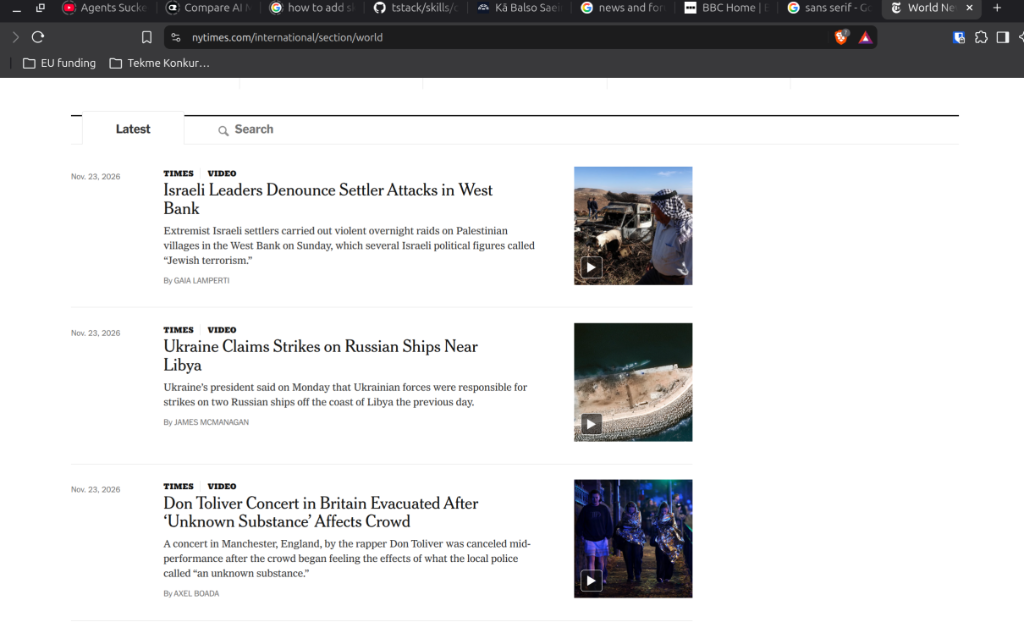 Agents Sucke
Compare AI M
how to add sk
tstack/skills/c
Kā Balso Saei
news and for
BBC Home | B
sans serif - Go
World Ne
nytimes.com/international/section/world
EU funding
Tekme Konkur...
Latest
Search
Nov. 23, 2026
TIMES VIDEO
Israeli Leaders Denounce Settler Attacks in West
Bank
Extremist Israeli settlers carried out violent overnight raids on Palestinian
villages in the West Bank on Sunday, which several Israeli political figures called
“Jewish terrorism.”
By GAIA LAMPERTI
Nov. 23, 2026
TIMES VIDEO
Ukraine Claims Strikes on Russian Ships Near
Libya
Ukraine’s president said on Monday that Ukrainian forces were responsible for
strikes on two Russian ships off the coast of Libya the previous day.
By JAMES MCMANAGAN
Nov. 23, 2026
TIMES VIDEO
Don Toliver Concert in Britain Evacuated After
‘Unknown Substance’ Affects Crowd
A concert in Manchester, England, by the rapper Don Toliver was canceled mid-
performance after the crowd began feeling the effects of what the local police
called “an unknown substance.”
By AXEL BOADA